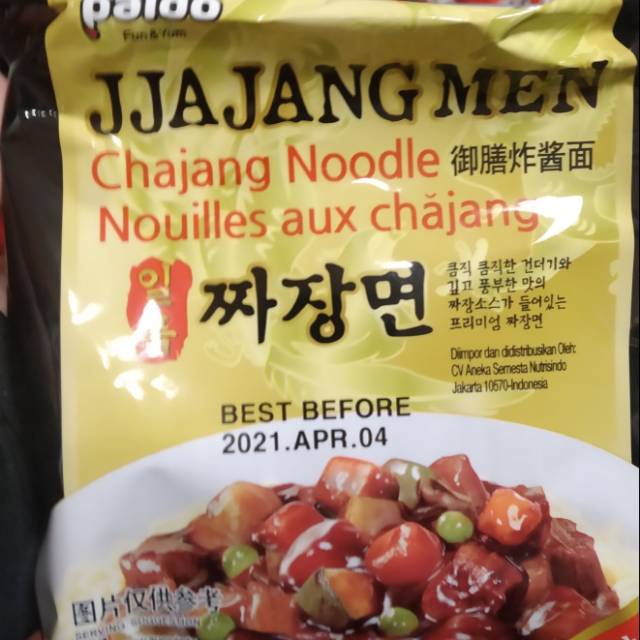 paldo
Fun & Yum
JJAJANGMEN
Chajang Noodle 御膳炸酱面
Nouilles aux chăjang
일품 짜장면
큼직 큼직한 건더기와
깊고 풍부한 맛의
짜장소스가 들어있는
프리미엄 짜장면
Diimpor dan didistribusikan Oleh:
CV Aneka Semesta Nutrisindo
Jakarta 10570-Indonesia
BEST BEFORE
2021.APR.04
图片仅供参考
SERVING SUGGESTION